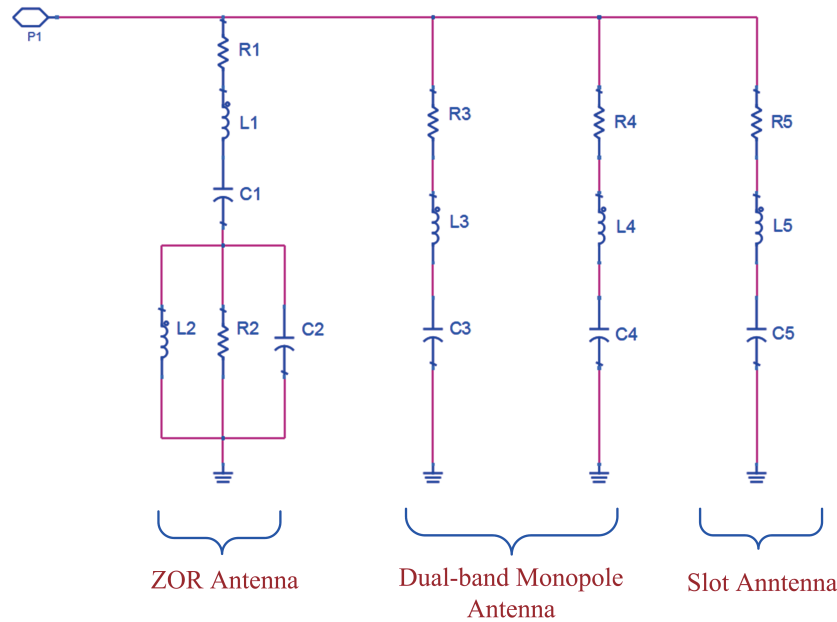 P1
R1
L1
C1
L2
R2
C2
R3
L3
C3
R4
L4
C4
R5
L5
C5
ZOR Antenna
Dual-band Monopole
Antenna
Slot Anntenna